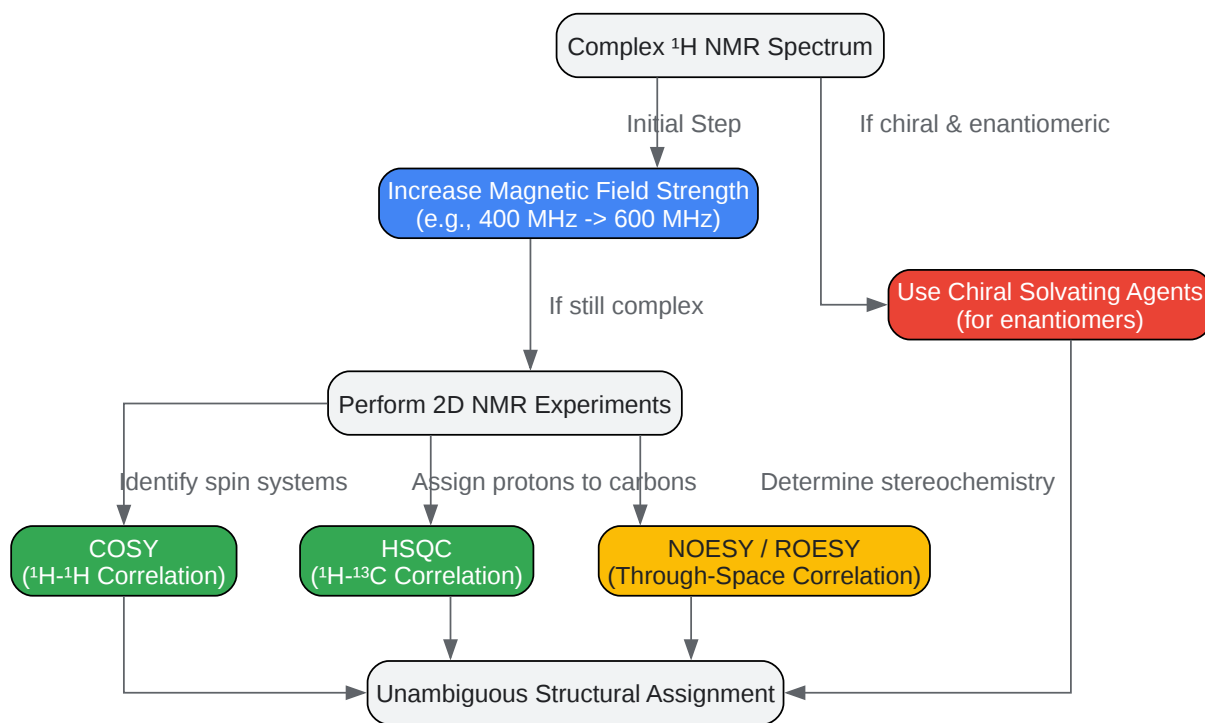 Complex ¹H NMR Spectrum
Initial Step
If chiral & enantiomeric
Increase Magnetic Field Strength
(e.g., 400 MHz -> 600 MHz)
Use Chiral Solvating Agents
(for enantiomers)
If still complex
Perform 2D NMR Experiments
Identify spin systems
Assign protons to carbons
Determine stereochemistry
COSY
(¹H-¹H Correlation)
HSQC
(¹H-¹³C Correlation)
NOESY / ROESY
(Through-Space Correlation)
Unambiguous Structural Assignment